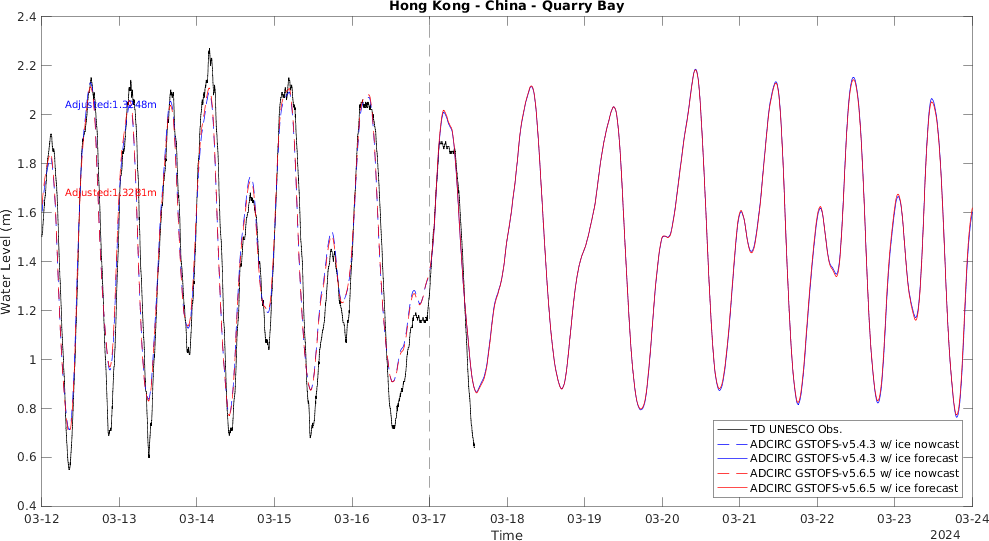 Hong Kong - China - Quarry Bay
2.4
2.2
2
1.8
1.6
1.4
1.2
1
0.8
0.6
0.4
Water Level (m)
Adjusted:1.3248m
Adjusted:1.3281m
TD UNESCO Obs.
ADCIRC GSTOFS-v5.4.3 w/ ice nowcast
ADCIRC GSTOFS-v5.4.3 w/ ice forecast
ADCIRC GSTOFS-v5.6.5 w/ ice nowcast
ADCIRC GSTOFS-v5.6.5 w/ ice forecast
03-12 03-13 03-14 03-15 03-16 03-17 03-18 03-19 03-20 03-21 03-22 03-23 03-24
Time
2024